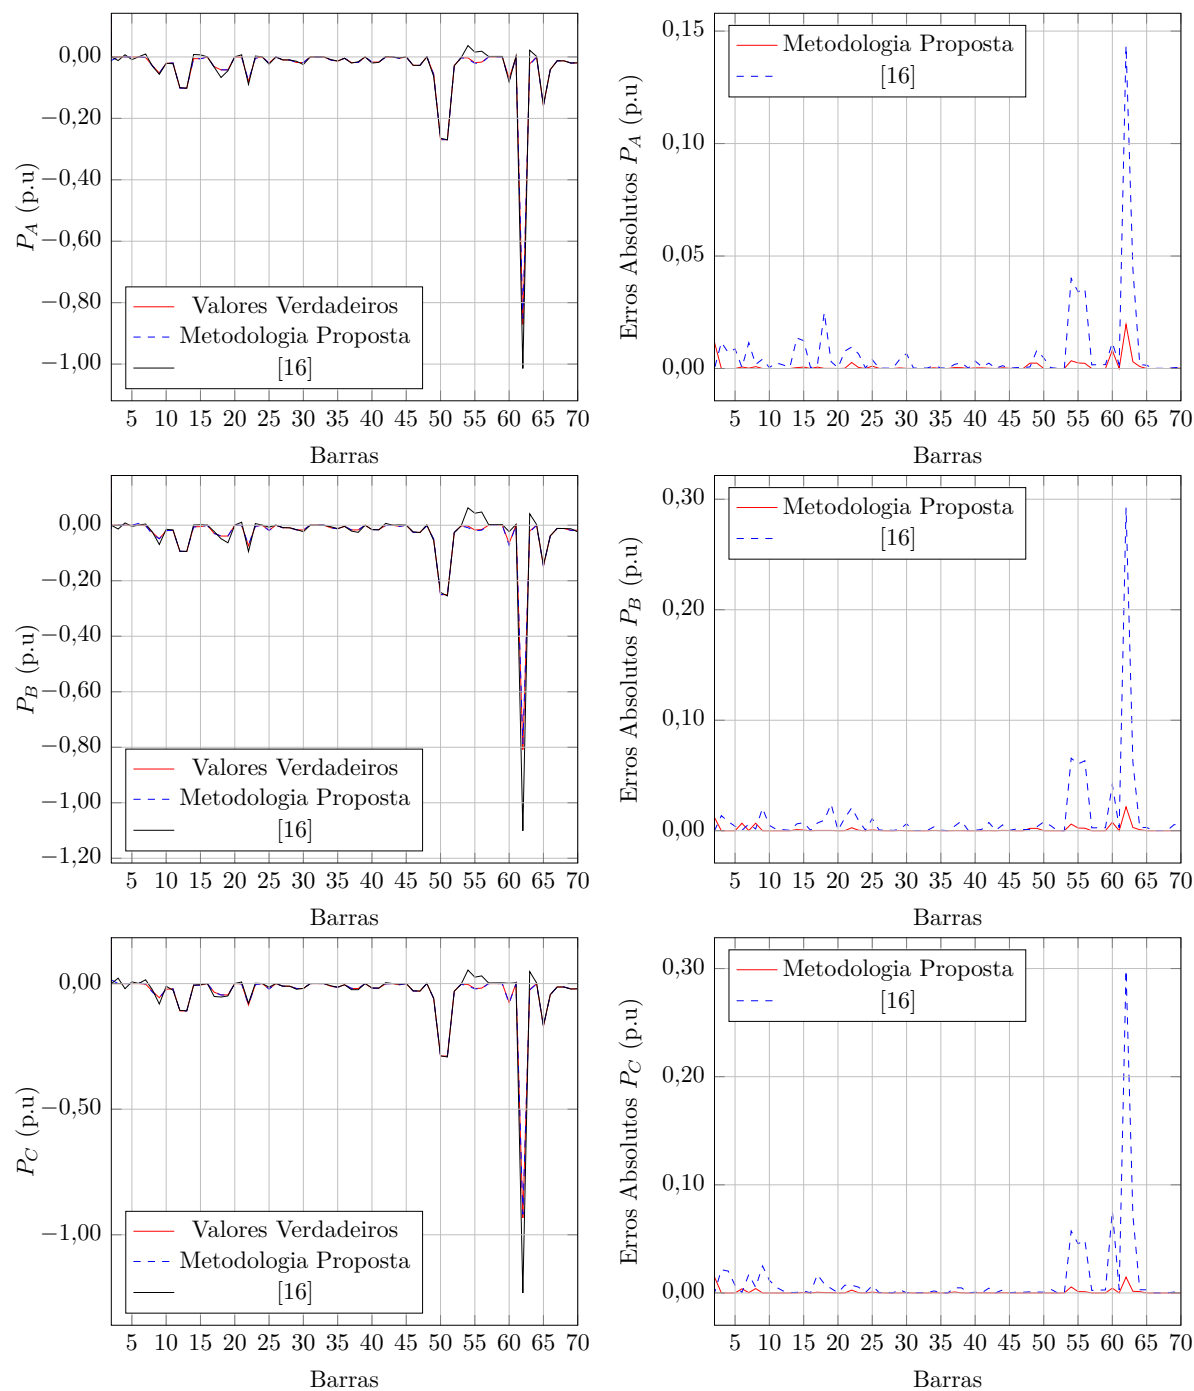 0,00
−0,20
−0,40
−0,60
−0,80
−1,00
P_A (p.u)
Valores Verdadeiros
Metodologia Proposta
[16]
5 10 15 20 25 30 35 40 45 50 55 60 65 70
Barras
0,15
0,10
0,05
0,00
Erros Absolutos P_A (p.u)
Metodologia Proposta
[16]
5 10 15 20 25 30 35 40 45 50 55 60 65 70
Barras
0,00
−0,20
−0,40
−0,60
−0,80
−1,00
−1,20
P_B (p.u)
Valores Verdadeiros
Metodologia Proposta
[16]
5 10 15 20 25 30 35 40 45 50 55 60 65 70
Barras
0,30
0,20
0,10
0,00
Erros Absolutos P_B (p.u)
Metodologia Proposta
[16]
5 10 15 20 25 30 35 40 45 50 55 60 65 70
Barras
0,00
−0,50
−1,00
P_C (p.u)
Valores Verdadeiros
Metodologia Proposta
[16]
5 10 15 20 25 30 35 40 45 50 55 60 65 70
Barras
0,30
0,20
0,10
0,00
Erros Absolutos P_C (p.u)
Metodologia Proposta
[16]
5 10 15 20 25 30 35 40 45 50 55 60 65 70
Barras